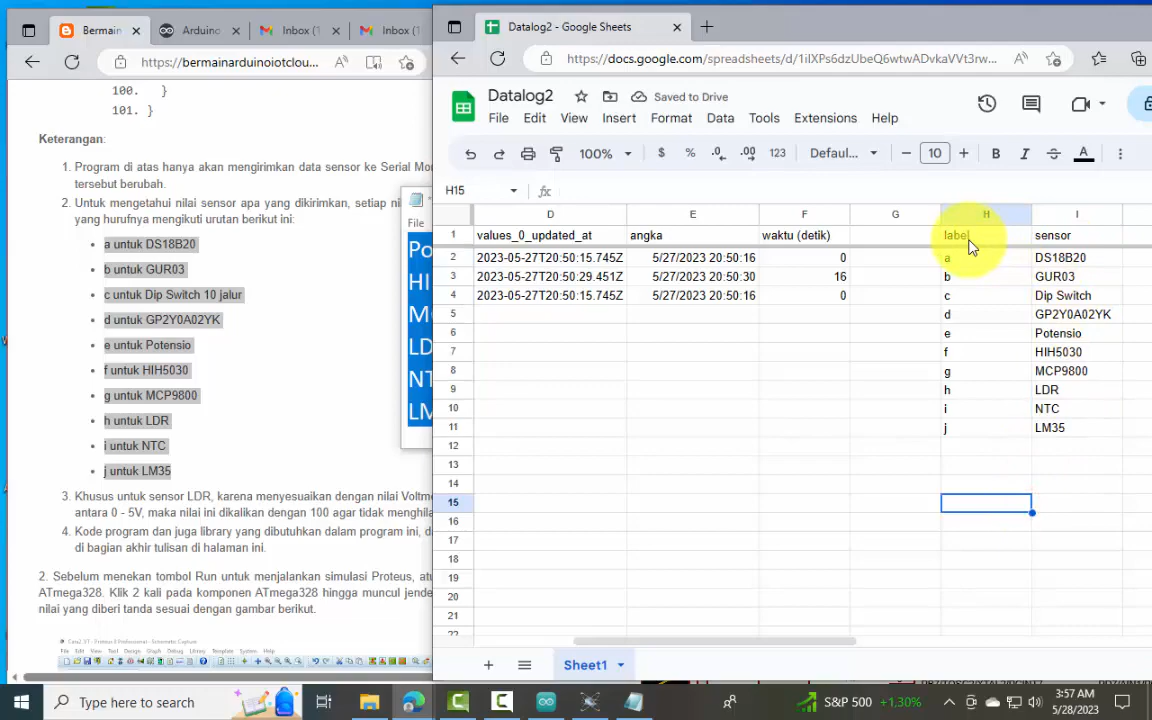 Bermain
Arduino
Inbox (1
Inbox (1
https://bermainarduinoiotclou...
100. }
101. }
Keterangan:
1. Program di atas hanya akan mengirimkan data sensor ke Serial Mo
tersebut berubah.
2. Untuk mengetahui nilai sensor apa yang dikirimkan, setiap nil
yang hurufnya mengikuti urutan berikut ini:
a untuk DS18B20
b untuk GUR03
c untuk Dip Switch 10 jalur
d untuk GP2Y0A02YK
e untuk Potensio
f untuk HIH5030
g untuk MCP9800
h untuk LDR
i untuk NTC
j untuk LM35
3. Khusus untuk sensor LDR, karena menyesuaikan dengan nilai Voltm
antara 0 - 5V, maka nilai ini dikalikan dengan 100 agar tidak menghil
4. Kode program dan juga library yang dibutuhkan dalam program ini, da
di bagian akhir tulisan di halaman ini.
2. Sebelum menekan tombol Run untuk menjalankan simulasi Proteus, atu
ATmega328. Klik 2 kali pada komponen ATmega328 hingga muncul jende
nilai yang diberi tanda sesuai dengan gambar berikut.
File
Po
HI
MC
LD
NT
LM
Datalog2 - Google Sheets
https://docs.google.com/spreadsheets/d/1iIXPs6dzUbeQ6wtwADvkaVVt3rw...
Datalog2
Saved to Drive
File Edit View Insert Format Data Tools Extensions Help
100% $ % .0 .00 123 Defaul... 10 B I A
H15
D E F G H I
1 values_0_updated_at angka waktu (detik) label sensor
2 2023-05-27T20:50:15.745Z 5/27/2023 20:50:16 0 a DS18B20
3 2023-05-27T20:50:29.451Z 5/27/2023 20:50:30 16 b GUR03
4 2023-05-27T20:50:15.745Z 5/27/2023 20:50:16 0 c Dip Switch
5 d GP2Y0A02YK
6 e Potensio
7 f HIH5030
8 g MCP9800
9 h LDR
10 i NTC
11 j LM35
12
13
14
15
16
17
18
19
20
21
22
Sheet1
Type here to search
S&P 500 +1,30%
3:57 AM
5/28/2023